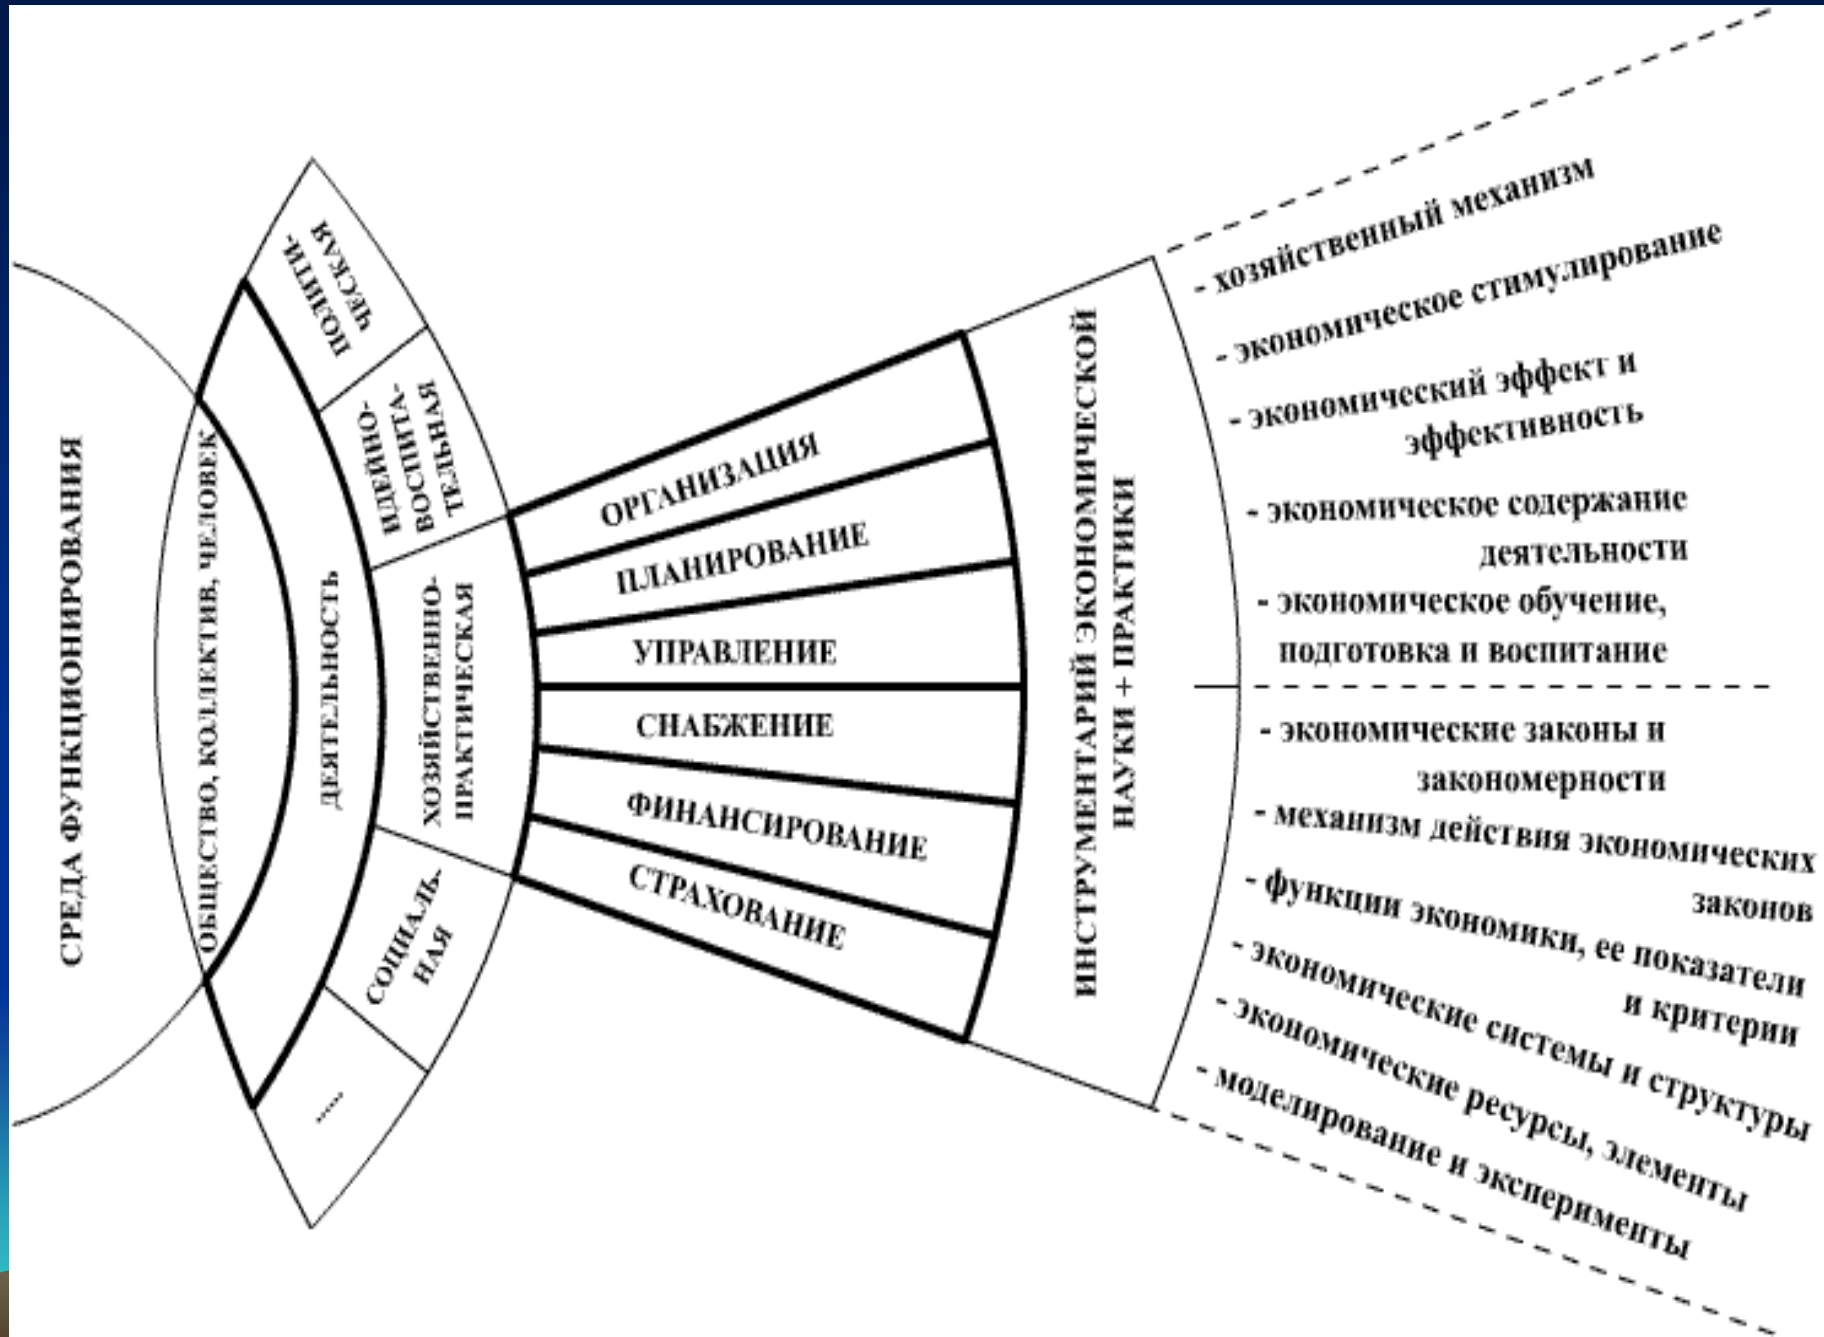 СРЕДА ФУНКЦИОНИРОВАНИЯ
ОБЩЕСТВО, КОЛЛЕКТИВ, ЧЕЛОВЕК
ДЕЯТЕЛЬНОСТЬ
ПОЛИТИ-
ЧЕСКАЯ
ИДЕЙНО-
ВОСПИТА-
ТЕЛЬНАЯ
ХОЗЯЙСТВЕННО-
ПРАКТИЧЕСКАЯ
СОЦИАЛЬ-
НАЯ
.....
ОРГАНИЗАЦИЯ
ПЛАНИРОВАНИЕ
УПРАВЛЕНИЕ
СНАБЖЕНИЕ
ФИНАНСИРОВАНИЕ
СТРАХОВАНИЕ
ИНСТРУМЕНТАРИЙ ЭКОНОМИЧЕСКОЙ
НАУКИ + ПРАКТИКИ
- хозяйственный механизм
- экономическое стимулирование
- экономический эффект и
эффективность
- экономическое содержание
деятельности
- экономическое обучение,
подготовка и воспитание
- экономические законы и
закономерности
- механизм действия экономических
законов
- функции экономики, ее показатели
и критерии
- экономические системы и структуры
- экономические ресурсы, элементы
- моделирование и эксперименты